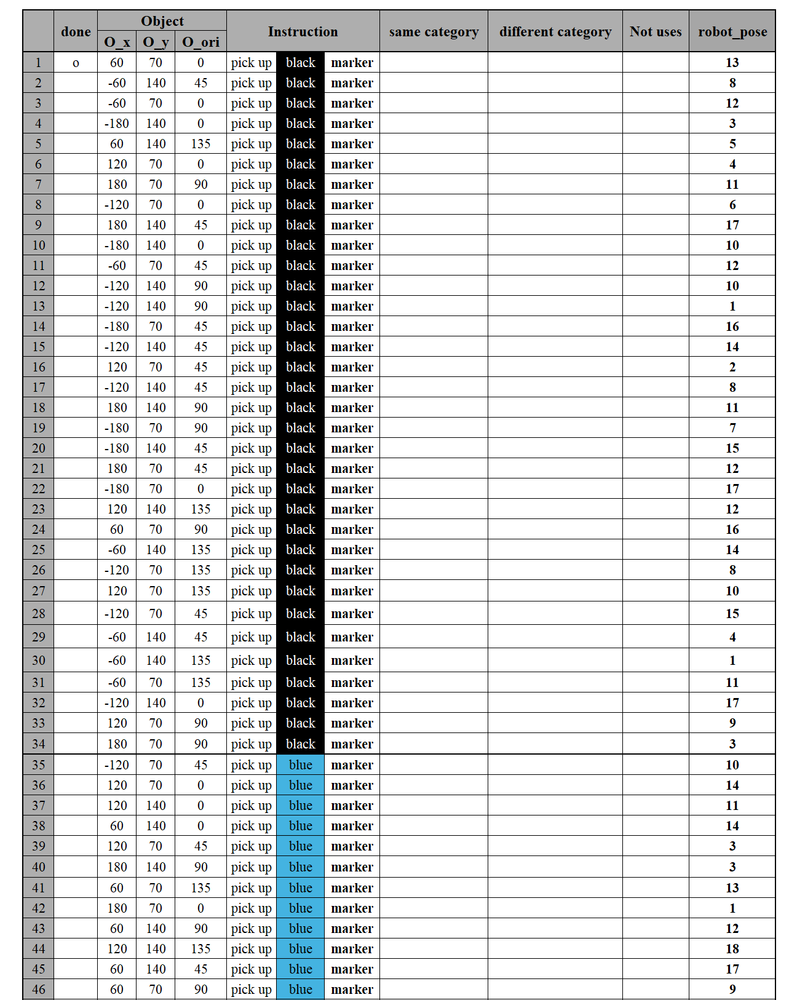 done Object Instruction same category different category Not uses robot_pose
O_x O_y O_ori
1 o 60 70 0 pick up black marker 13
2 -60 140 45 pick up black marker 8
3 -60 70 0 pick up black marker 12
4 -180 140 0 pick up black marker 3
5 60 140 135 pick up black marker 5
6 120 70 0 pick up black marker 4
7 180 70 90 pick up black marker 11
8 -120 70 0 pick up black marker 6
9 180 140 45 pick up black marker 17
10 -180 140 0 pick up black marker 10
11 -60 70 45 pick up black marker 12
12 -120 140 90 pick up black marker 10
13 -120 140 90 pick up black marker 1
14 -180 70 45 pick up black marker 16
15 -120 140 45 pick up black marker 14
16 120 70 45 pick up black marker 2
17 -120 140 45 pick up black marker 8
18 180 140 90 pick up black marker 11
19 -180 70 90 pick up black marker 7
20 -180 140 45 pick up black marker 15
21 180 70 45 pick up black marker 12
22 -180 70 0 pick up black marker 17
23 120 140 135 pick up black marker 12
24 60 70 90 pick up black marker 16
25 -60 140 135 pick up black marker 14
26 -120 70 135 pick up black marker 8
27 120 70 135 pick up black marker 10
28 -120 70 45 pick up black marker 15
29 -60 140 45 pick up black marker 4
30 -60 140 135 pick up black marker 1
31 -60 70 135 pick up black marker 11
32 -120 140 0 pick up black marker 17
33 120 70 90 pick up black marker 9
34 180 70 90 pick up black marker 3
35 -120 70 45 pick up blue marker 10
36 120 70 0 pick up blue marker 14
37 120 140 0 pick up blue marker 11
38 60 140 0 pick up blue marker 14
39 120 70 45 pick up blue marker 3
40 180 140 90 pick up blue marker 3
41 60 70 135 pick up blue marker 13
42 180 70 0 pick up blue marker 1
43 60 140 90 pick up blue marker 12
44 120 140 135 pick up blue marker 18
45 60 140 45 pick up blue marker 17
46 60 70 90 pick up blue marker 9